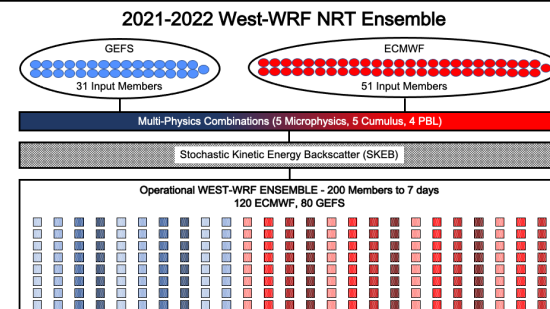 2021-2022 West-WRF NRT Ensemble
GEFS
31 Input Members
ECMWF
51 Input Members
Multi-Physics Combinations (5 Microphysics, 5 Cumulus, 4 PBL)
Stochastic Kinetic Energy Backscatter (SKEB)
Operational WEST-WRF ENSEMBLE - 200 Members to 7 days
120 ECMWF, 80 GEFS